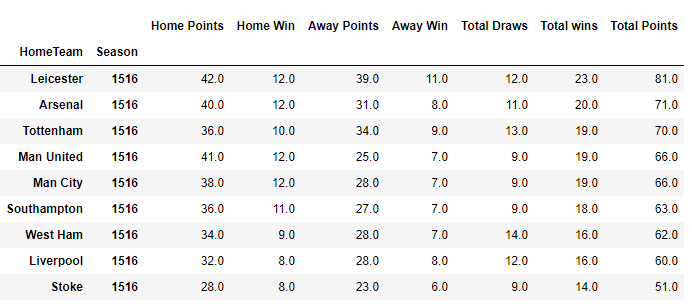 Home Points Home Win Away Points Away Win Total Draws Total wins Total Points
HomeTeam Season
Leicester 1516 42.0 12.0 39.0 11.0 12.0 23.0 81.0
Arsenal 1516 40.0 12.0 31.0 8.0 11.0 20.0 71.0
Tottenham 1516 36.0 10.0 34.0 9.0 13.0 19.0 70.0
Man United 1516 41.0 12.0 25.0 7.0 9.0 19.0 66.0
Man City 1516 38.0 12.0 28.0 7.0 9.0 19.0 66.0
Southampton 1516 36.0 11.0 27.0 7.0 9.0 18.0 63.0
West Ham 1516 34.0 9.0 28.0 7.0 14.0 16.0 62.0
Liverpool 1516 32.0 8.0 28.0 8.0 12.0 16.0 60.0
Stoke 1516 28.0 8.0 23.0 6.0 9.0 14.0 51.0